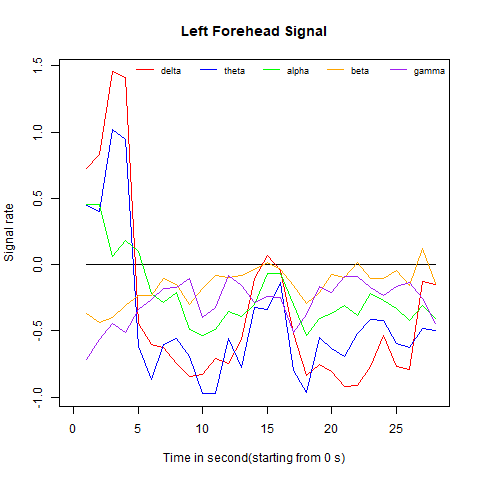 Left Forehead Signal
delta theta alpha beta gamma
1.5
1.0
0.5
0.0
-0.5
-1.0
Signal rate
0 5 10 15 20 25
Time in second(starting from 0 s)